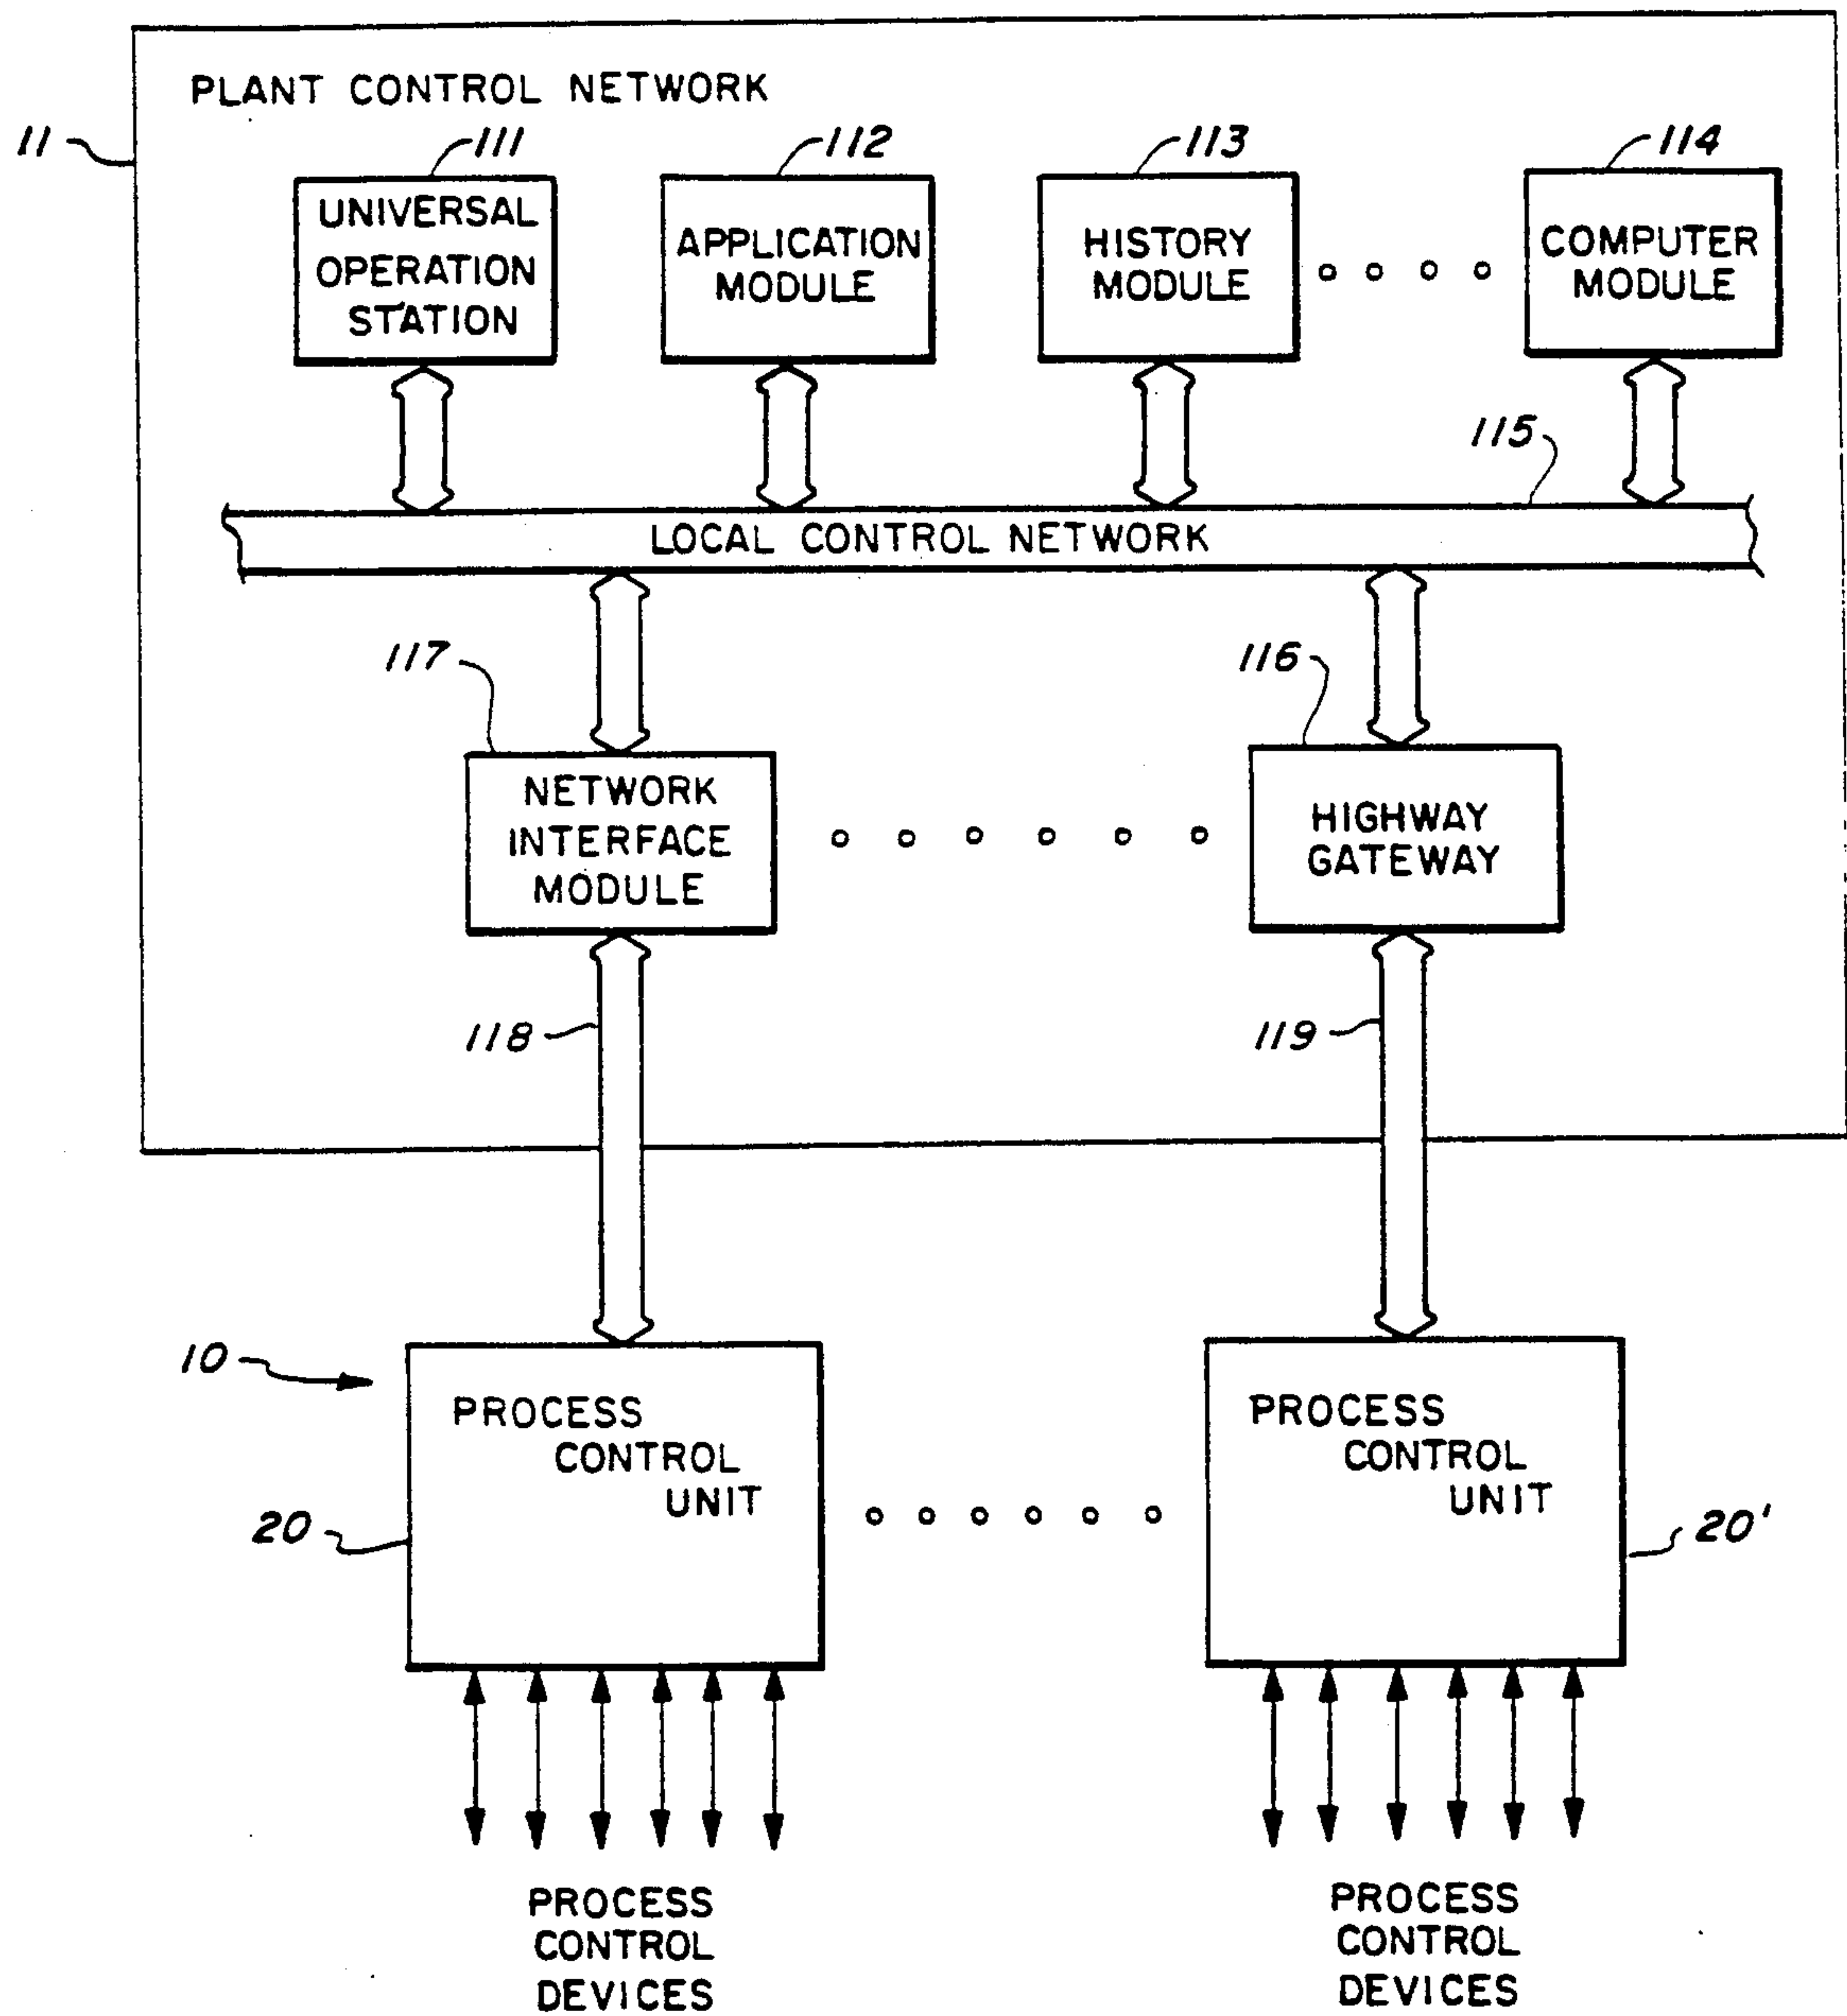 PLANT CONTROL NETWORK
11
111
112
113
114
UNIVERSAL
OPERATION
STATION
APPLICATION
MODULE
HISTORY
MODULE
COMPUTER
MODULE
115
LOCAL CONTROL NETWORK
117
116
NETWORK
INTERFACE
MODULE
HIGHWAY
GATEWAY
118
119
10
PROCESS
CONTROL
UNIT
PROCESS
CONTROL
UNIT
20
20'
PROCESS
CONTROL
DEVICES
PROCESS
CONTROL
DEVICES